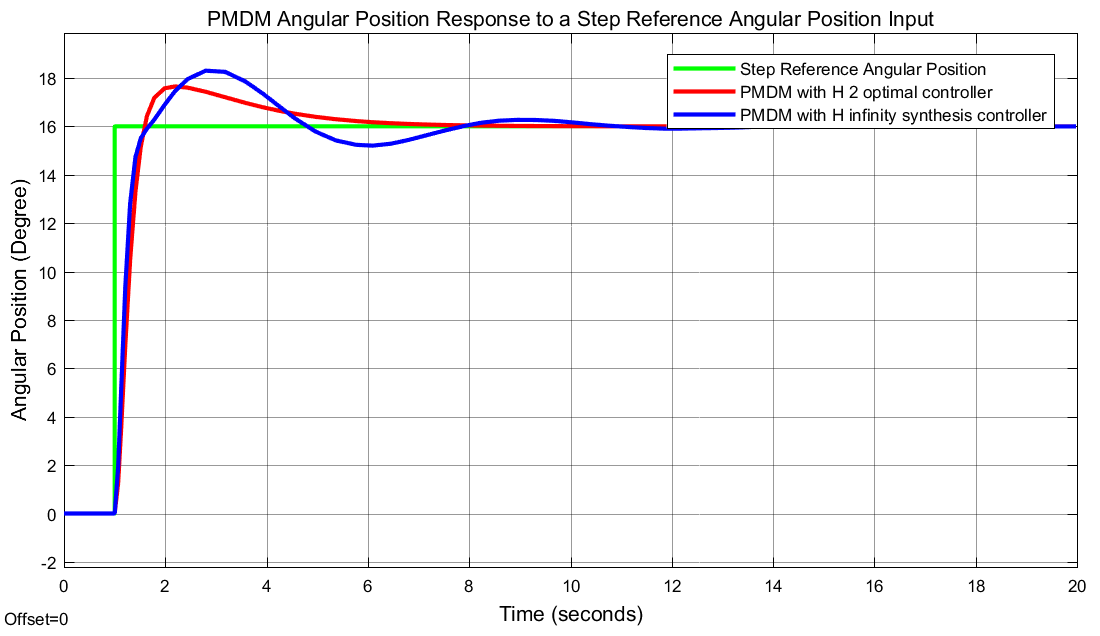 PMDM Angular Position Response to a Step Reference Angular Position Input
Step Reference Angular Position
PMDM with H 2 optimal controller
PMDM with H infinity synthesis controller
Angular Position (Degree)
18
16
14
12
10
8
6
4
2
0
-2
0 2 4 6 8 10 12 14 16 18 20
Time (seconds)
Offset=0